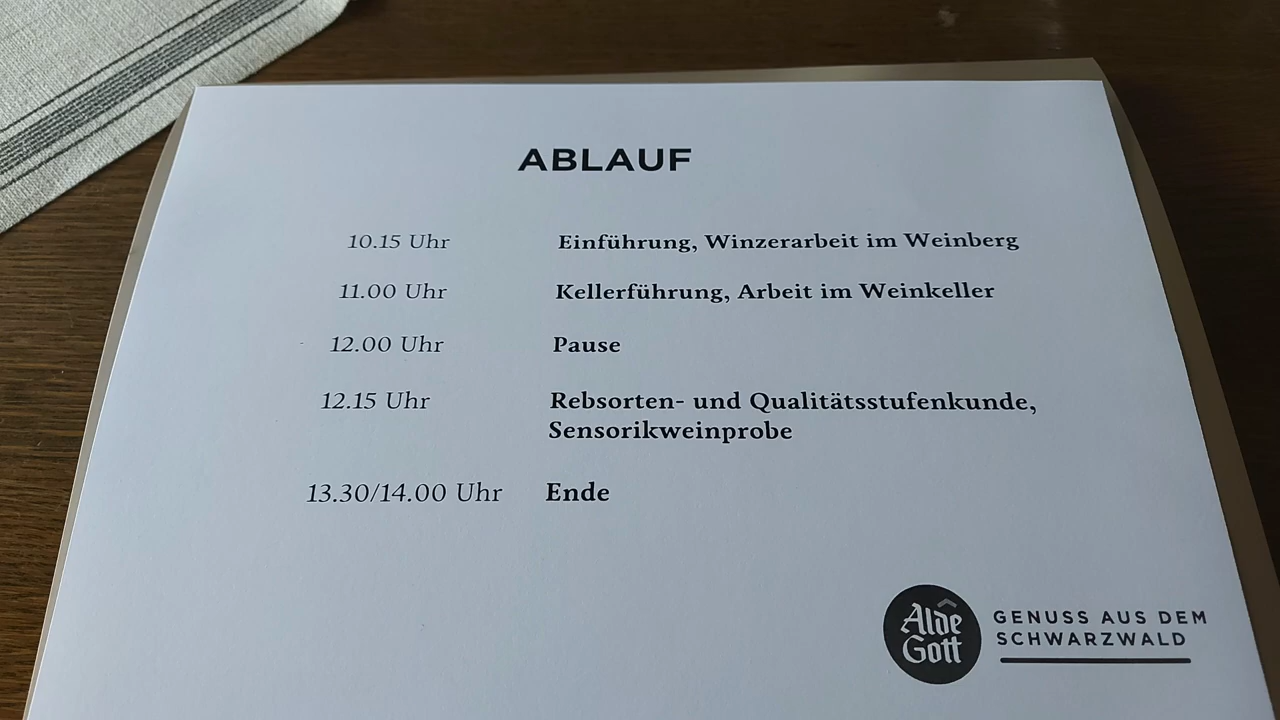 ABLAUF
10.15 Uhr Einführung, Winzerarbeit im Weinberg
11.00 Uhr Kellerführung, Arbeit im Weinkeller
12.00 Uhr Pause
12.15 Uhr Rebsorten- und Qualitätsstufenkunde,
Sensorikweinprobe
13.30/14.00 Uhr Ende
Alde
Gott
GENUSS AUS DEM
SCHWARZWALD